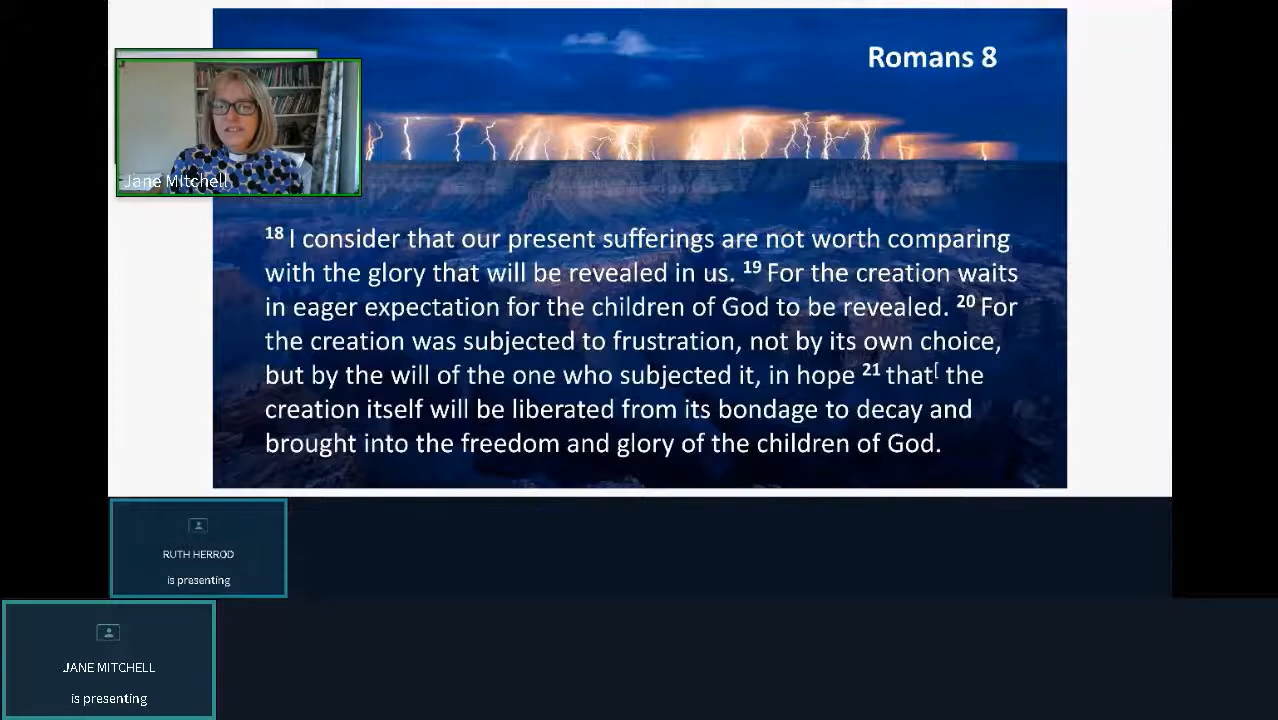 Romans 8
Jane Mitchell
18 I consider that our present sufferings are not worth comparing
with the glory that will be revealed in us. 19 For the creation waits
in eager expectation for the children of God to be revealed. 20 For
the creation was subjected to frustration, not by its own choice,
but by the will of the one who subjected it, in hope 21 that[ the
creation itself will be liberated from its bondage to decay and
brought into the freedom and glory of the children of God.
RUTH HERROD
is presenting
JANE MITCHELL
is presenting